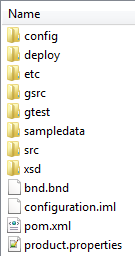 Name
config
deploy
etc
gsrc
gtest
sampledata
src
xsd
bnd.bnd
configuration.iml
pom.xml
product.properties